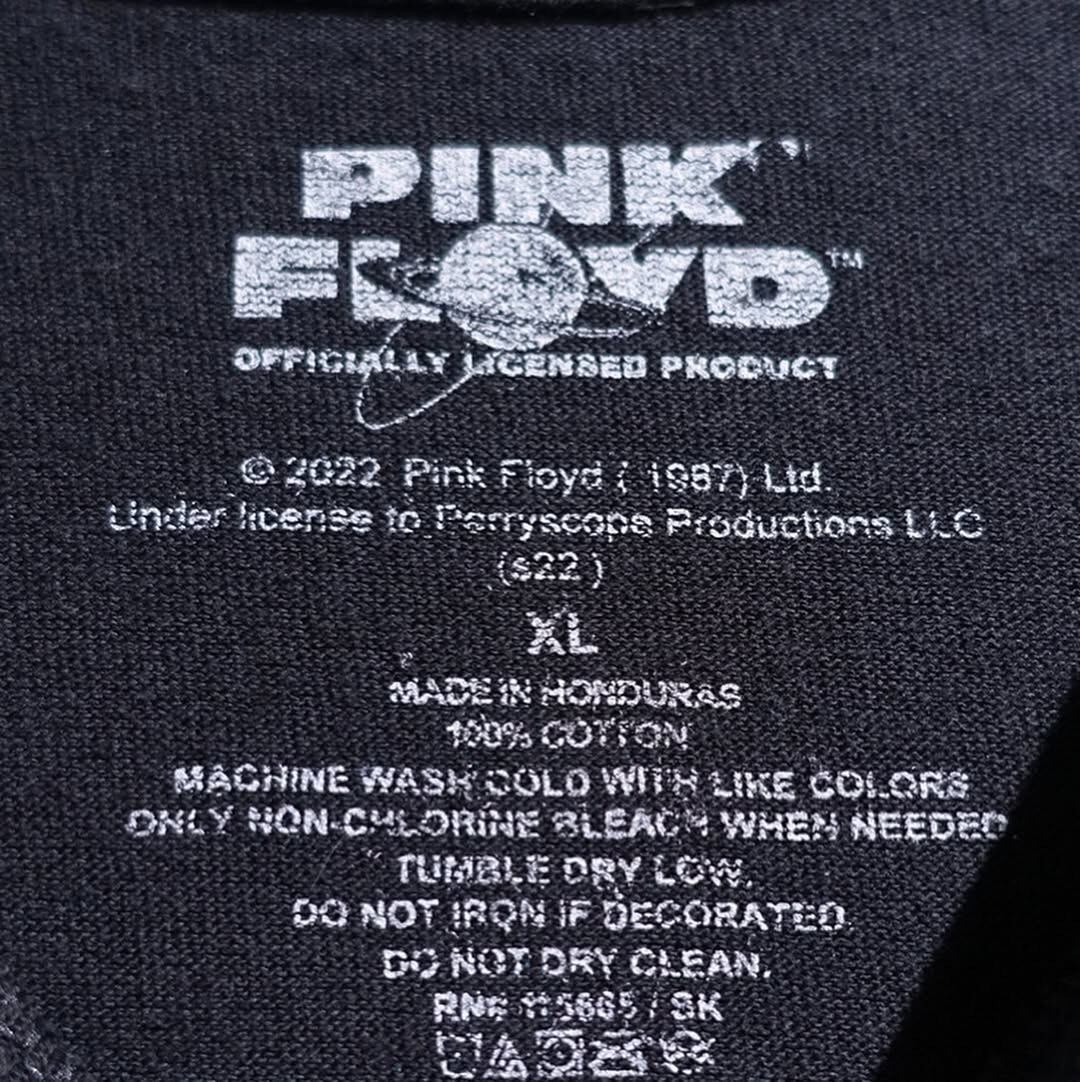 PINK
FLOYD™
OFFICIALLY LICENSED PRODUCT
© 2022 Pink Floyd ( 1987) Ltd.
Under license to Perryscope Productions LLC
(s22 )
XL
MADE IN HONDURAS
100% COTTON
MACHINE WASH COLD WITH LIKE COLORS
ONLY NON-CHLORINE BLEACH WHEN NEEDED
TUMBLE DRY LOW.
DO NOT IRON IF DECORATED.
DO NOT DRY CLEAN.
RN# / SK